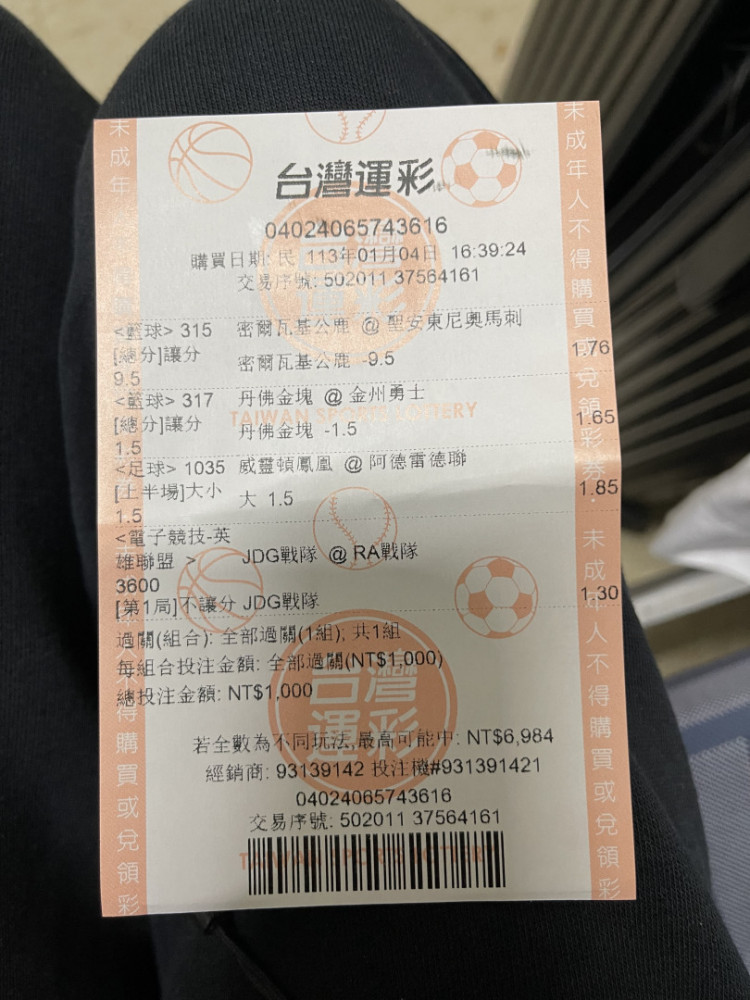 台灣運彩
04024065743616
購買日期: 民 113年01月04日 16:39:24
交易序號: 502011 37564161
<籃球> 315 密爾瓦基公鹿 @ 聖安東尼奧馬刺
[總分]讓分 密爾瓦基公鹿 -9.5 1.76
9.5
<籃球> 317 丹佛金塊 @ 金州勇士
[總分]讓分 丹佛金塊 -1.5 1.65
1.5
TAIWAN SPORTS LOTTERY
<足球> 1035 威靈頓鳳凰 @ 阿德雷德聯
[上半場]大小 大 1.5 1.85
1.5
<電子競技-英
雄聯盟 > JDG戰隊 @ RA戰隊
3600
[第1局]不讓分 JDG戰隊 1.30
過關(組合): 全部過關(1組); 共1組
每組合投注金額: 全部過關(NT$1,000)
總投注金額: NT$1,000
台灣運彩
若全數為不同玩法,最高可能中: NT$6,984
經銷商: 93139142 投注機#931391421
04024065743616
交易序號: 502011 37564161
未成年人不得購買或兌領彩券．未成年人不得購買或兌領彩